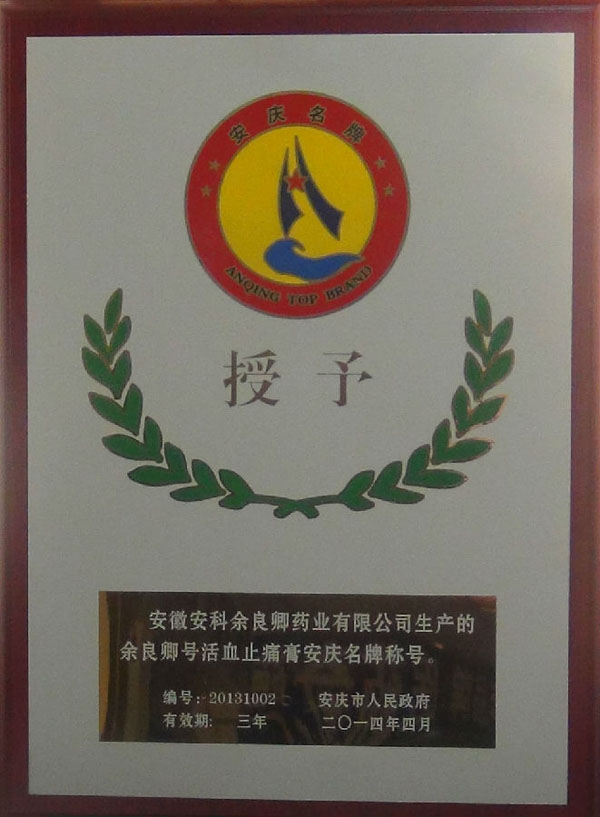 安庆名牌
ANQING TOP BRAND
授予
安徽安科余良卿药业有限公司生产的
余良卿号活血止痛膏安庆名牌称号。
编号:20131002 安庆市人民政府
有效期: 三年 二〇一四年四月